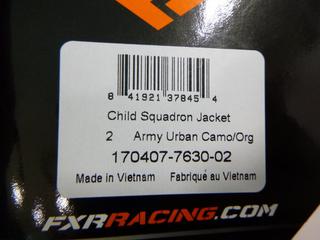 8 41921 37845 4
Child Squadron Jacket
2 Army Urban Camo/Org
170407-7630-02
Made in Vietnam Fabriqué au Vietnam
FXRRACING.COM